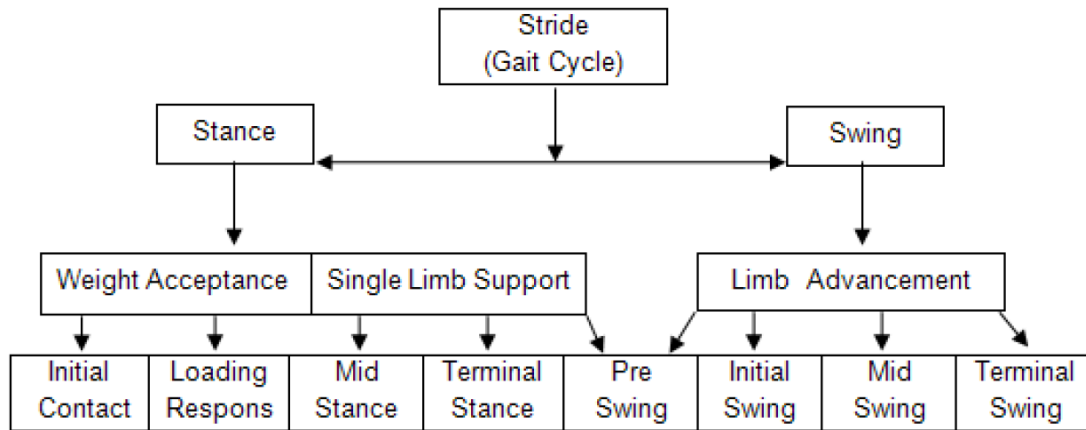 Stride
(Gait Cycle)
Stance
Swing
Weight Acceptance
Single Limb Support
Limb Advancement
Initial
Contact
Loading
Respons
Mid
Stance
Terminal
Stance
Pre
Swing
Initial
Swing
Mid
Swing
Terminal
Swing